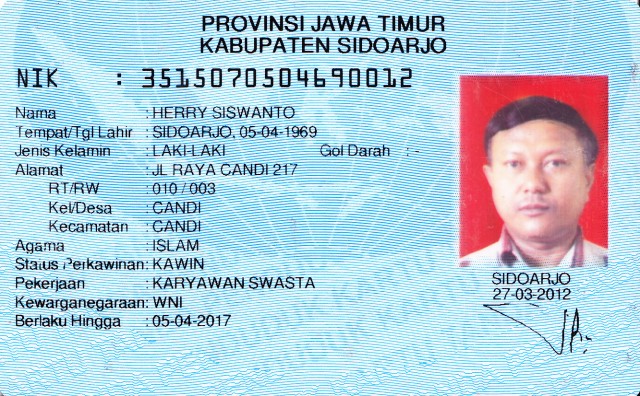 PROVINSI JAWA TIMUR
KABUPATEN SIDOARJO
NIK : 3515070504690012
Nama : HERRY SISWANTO
Tempat/Tgl Lahir : SIDOARJO, 05-04-1969
Jenis Kelamin : LAKI-LAKI Gol Darah : -
Alamat : JL RAYA CANDI 217
RT/RW : 010 / 003
Kel/Desa : CANDI
Kecamatan : CANDI
Agama : ISLAM
Status Perkawinan: KAWIN
Pekerjaan : KARYAWAN SWASTA
Kewarganegaraan: WNI
Berlaku Hingga : 05-04-2017
SIDOARJO
27-03-2012